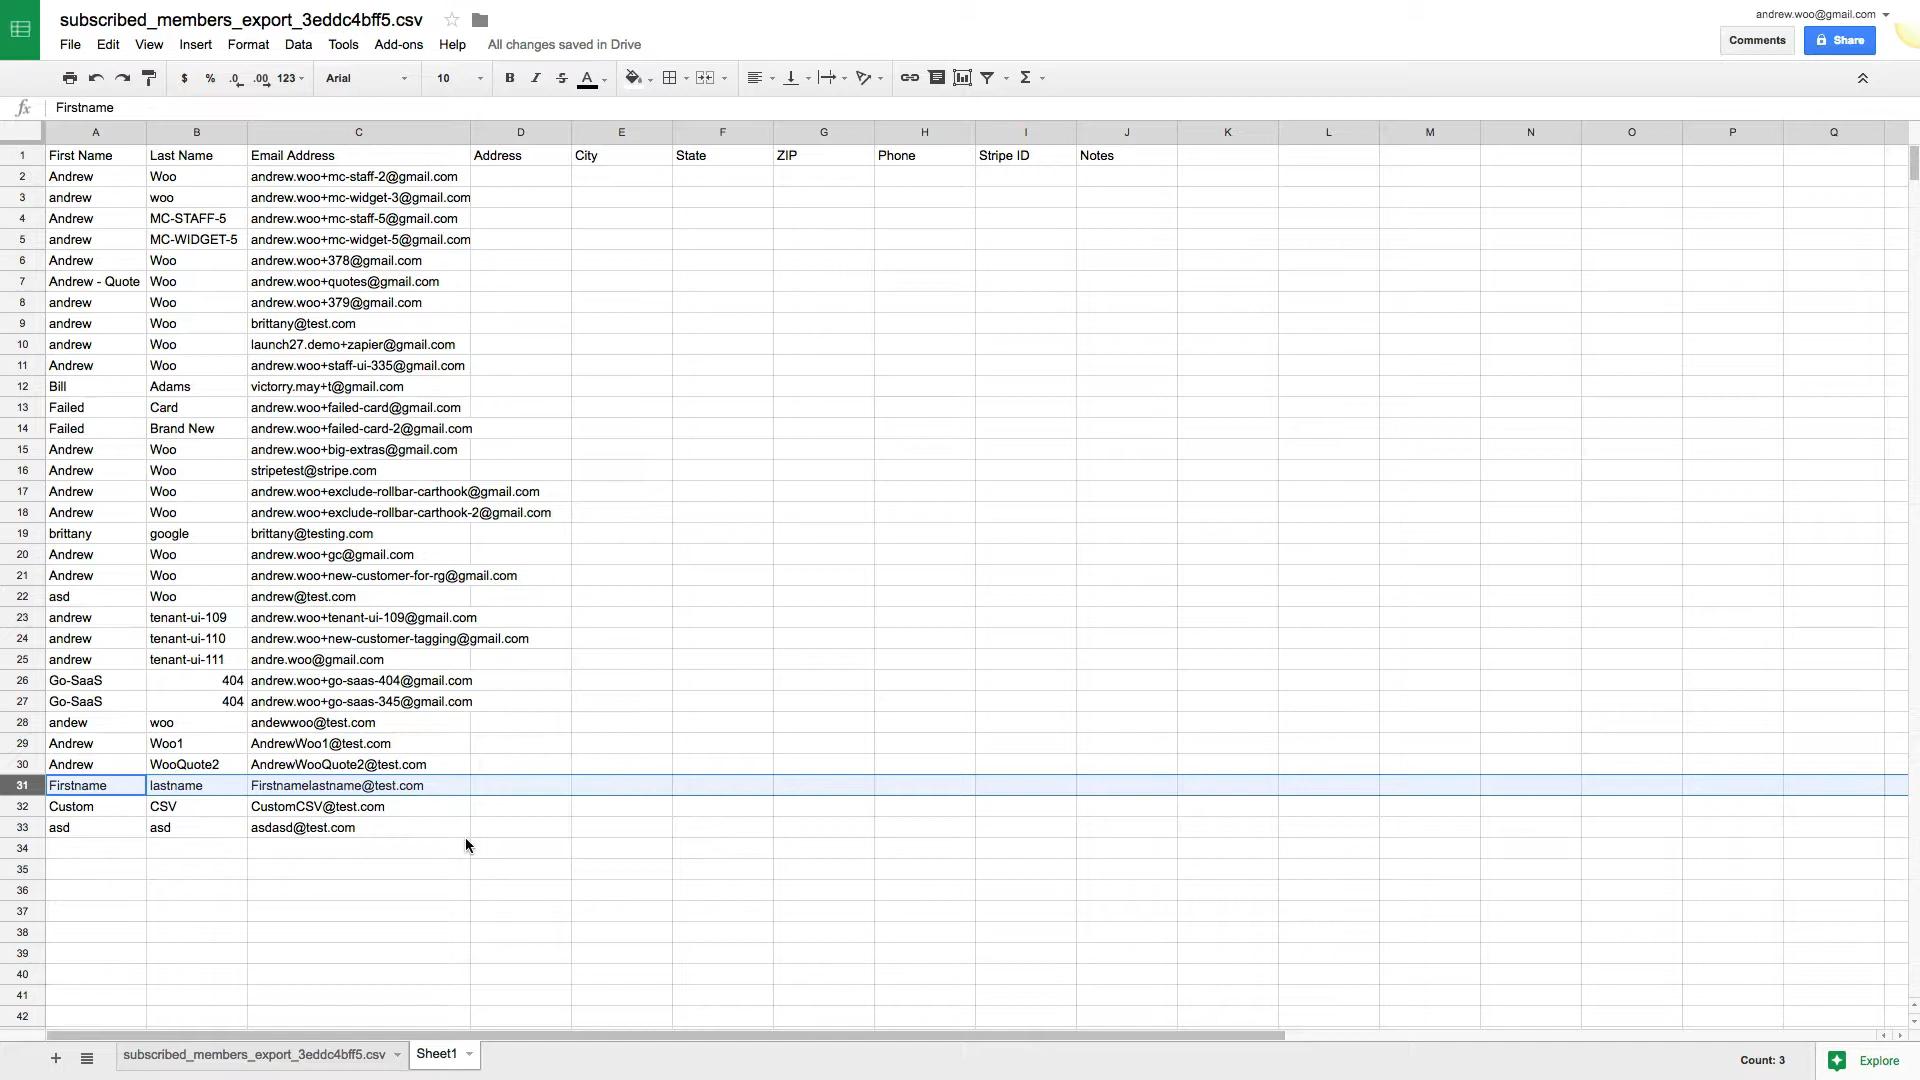 subscribed_members_export_3eddc4bff5.csv
andrew.woo@gmail.com
File Edit View Insert Format Data Tools Add-ons Help All changes saved in Drive
Comments Share
$ % .0 .00 123 Arial 10 B I S A Σ
fx Firstname
A B C D E F G H I J K L M N O P Q
1 First Name Last Name Email Address Address City State ZIP Phone Stripe ID Notes
2 Andrew Woo andrew.woo+mc-staff-2@gmail.com
3 andrew woo andrew.woo+mc-widget-3@gmail.com
4 Andrew MC-STAFF-5 andrew.woo+mc-staff-5@gmail.com
5 andrew MC-WIDGET-5 andrew.woo+mc-widget-5@gmail.com
6 Andrew Woo andrew.woo+378@gmail.com
7 Andrew - Quote Woo andrew.woo+quotes@gmail.com
8 andrew Woo andrew.woo+379@gmail.com
9 andrew Woo brittany@test.com
10 andrew Woo launch27.demo+zapier@gmail.com
11 Andrew Woo andrew.woo+staff-ui-335@gmail.com
12 Bill Adams victorry.may+t@gmail.com
13 Failed Card andrew.woo+failed-card@gmail.com
14 Failed Brand New andrew.woo+failed-card-2@gmail.com
15 Andrew Woo andrew.woo+big-extras@gmail.com
16 Andrew Woo stripetest@stripe.com
17 Andrew Woo andrew.woo+exclude-rollbar-carthook@gmail.com
18 Andrew Woo andrew.woo+exclude-rollbar-carthook-2@gmail.com
19 brittany google brittany@testing.com
20 Andrew Woo andrew.woo+gc@gmail.com
21 Andrew Woo andrew.woo+new-customer-for-rg@gmail.com
22 asd Woo andrew@test.com
23 andrew tenant-ui-109 andrew.woo+tenant-ui-109@gmail.com
24 andrew tenant-ui-110 andrew.woo+new-customer-tagging@gmail.com
25 andrew tenant-ui-111 andre.woo@gmail.com
26 Go-SaaS 404 andrew.woo+go-saas-404@gmail.com
27 Go-SaaS 404 andrew.woo+go-saas-345@gmail.com
28 andew woo andewwoo@test.com
29 Andrew Woo1 AndrewWoo1@test.com
30 Andrew WooQuote2 AndrewWooQuote2@test.com
31 Firstname lastname Firstnamelastname@test.com
32 Custom CSV CustomCSV@test.com
33 asd asd asdasd@test.com
34
35
36
37
38
39
40
41
42
+ subscribed_members_export_3eddc4bff5.csv Sheet1 Count: 3 Explore